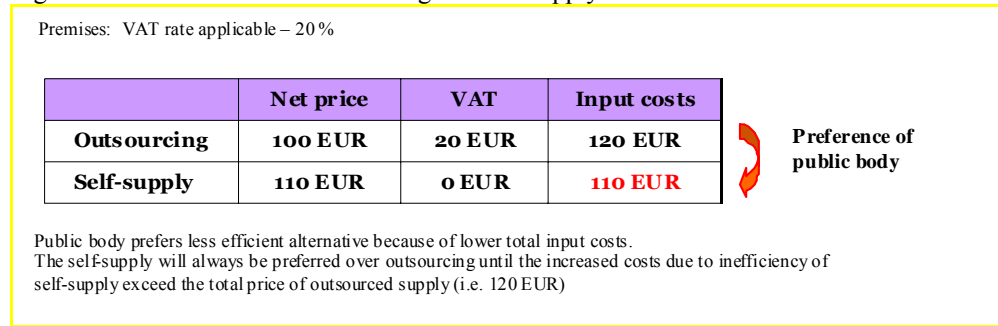 Premises: VAT rate applicable – 20%
Net price VAT Input costs
Outsourcing 100 EUR 20 EUR 120 EUR
Self-supply 110 EUR 0 EUR 110 EUR
Preference of
public body
Public body prefers less efficient alternative because of lower total input costs.
The self-supply will always be preferred over outsourcing until the increased costs due to inefficiency of
self-supply exceed the total price of outsourced supply (i.e. 120 EUR)